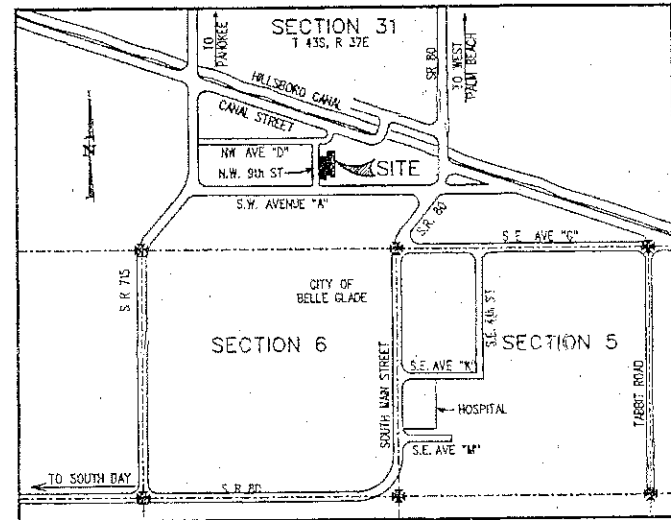 SECTION 31
T 43S, R 37E
TO
PAHOKEE
SR 80
TO WEST
PALM BEACH
HILLSBORO CANAL
CANAL STREET
N
NW AVE "D"
N.W. 9th ST
SITE
S.W. AVENUE "A"
S.R. 80
S.E. AVE "C"
S.R 715
CITY OF
BELLE GLADE
S.E. 4th ST
SECTION 6
SECTION 5
SOUTH MAIN STREET
S.E. AVE "K"
TABBIT ROAD
HOSPITAL
S.E. AVE "M"
TO SOUTH BAY
S.R 80